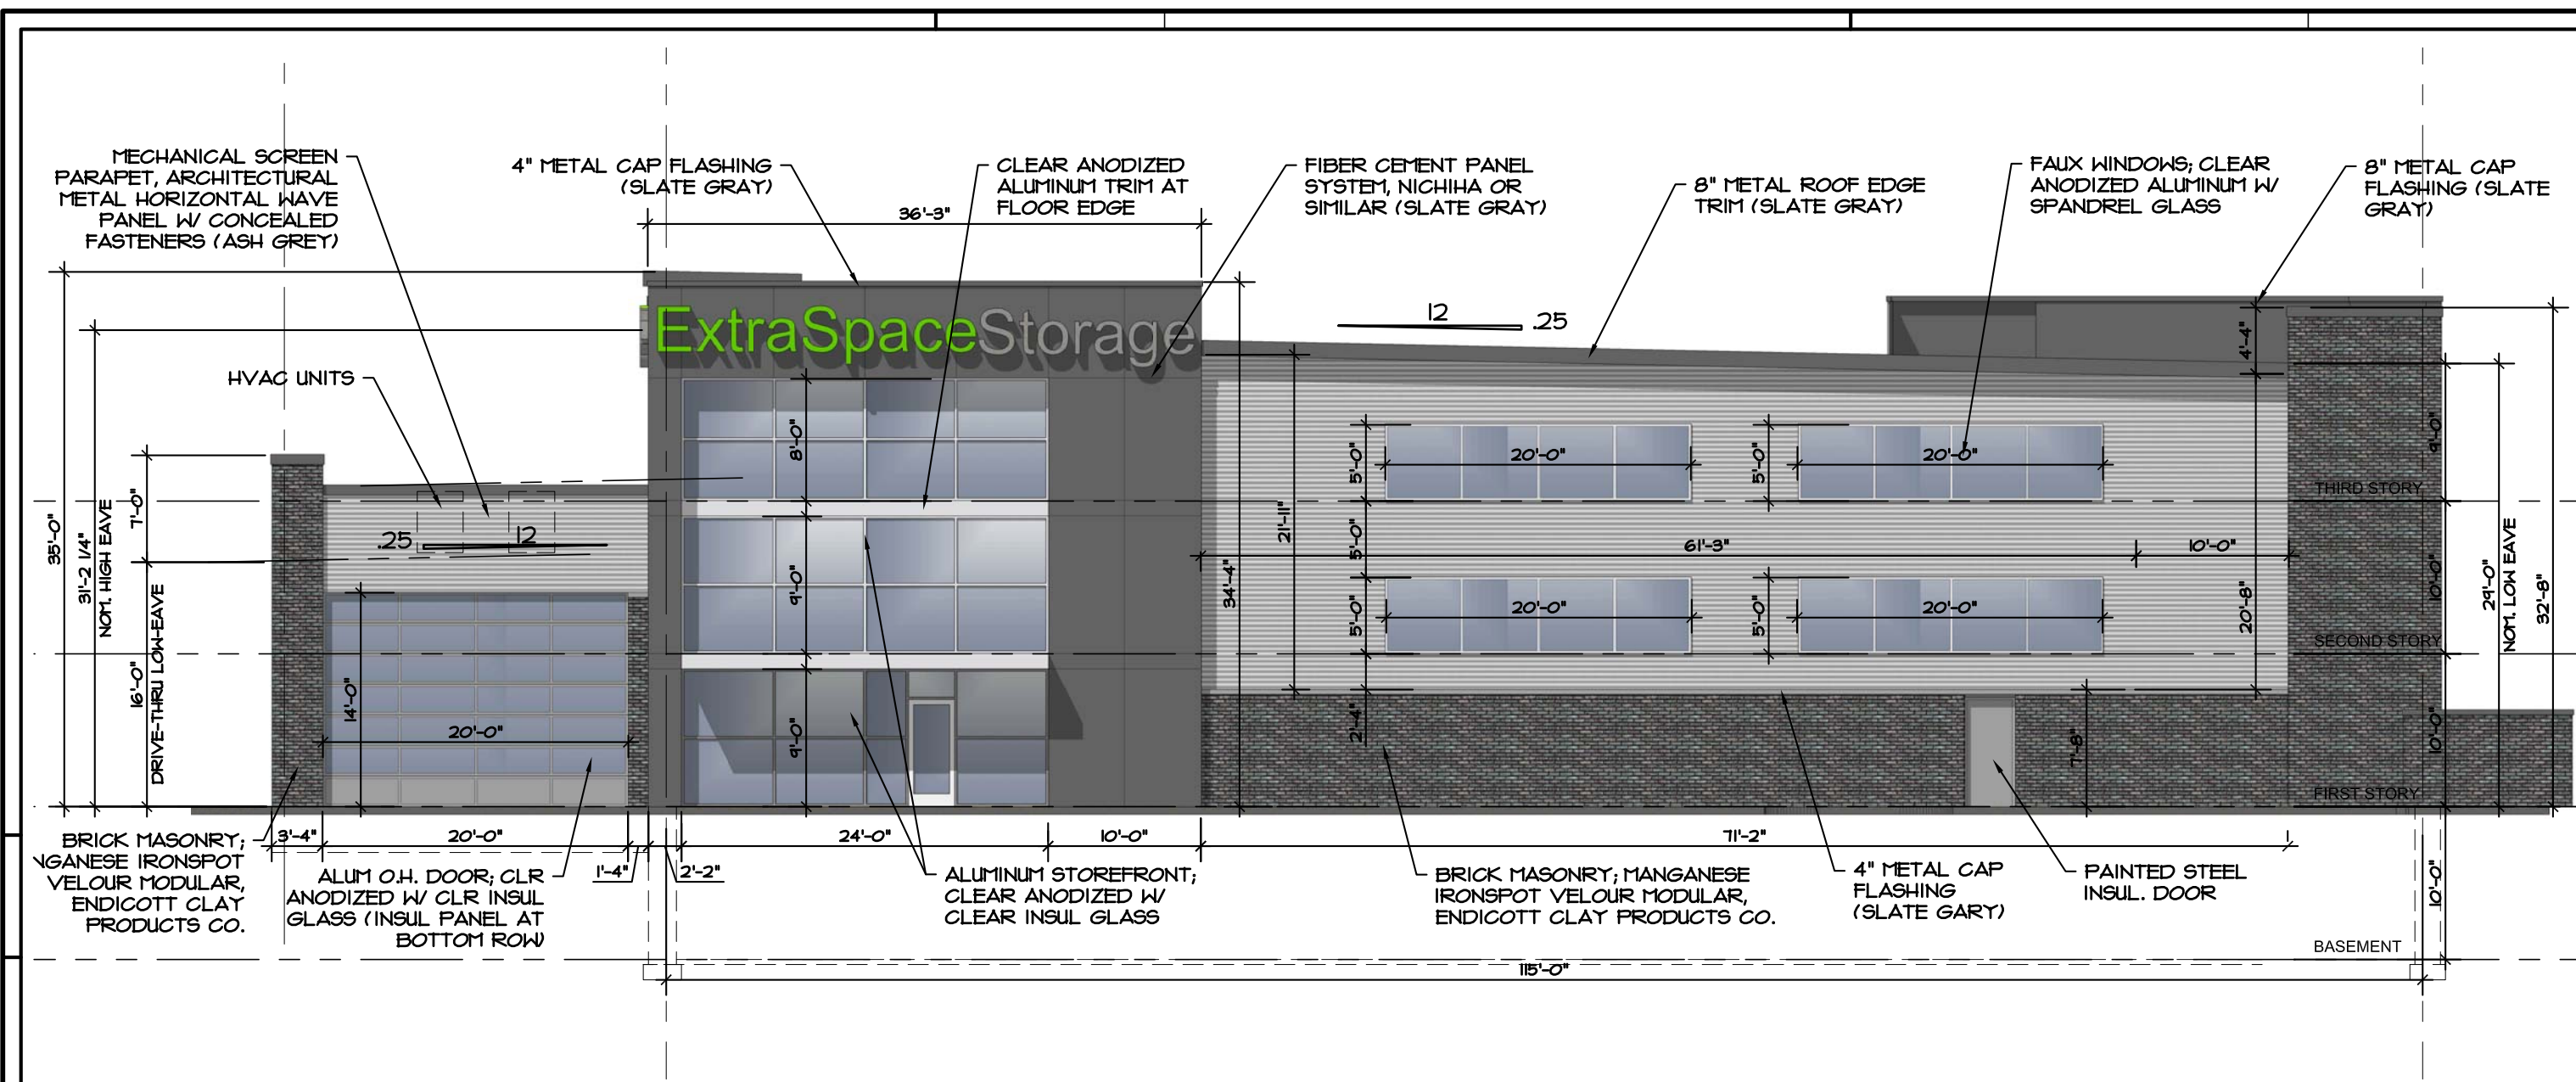 MECHANICAL SCREEN
PARAPET, ARCHITECTURAL
METAL HORIZONTAL WAVE
PANEL W/ CONCEALED
FASTENERS (ASH GREY)
4" METAL CAP FLASHING
(SLATE GRAY)
CLEAR ANODIZED
ALUMINUM TRIM AT
FLOOR EDGE
FIBER CEMENT PANEL
SYSTEM, NICHIHA OR
SIMILAR (SLATE GRAY)
8" METAL ROOF EDGE
TRIM (SLATE GRAY)
FAUX WINDOWS; CLEAR
ANODIZED ALUMINUM W/
SPANDREL GLASS
8" METAL CAP
FLASHING (SLATE
GRAY)
36'-3"
ExtraSpaceStorage
12
.25
HVAC UNITS
4'-4"
8'-0"
5'-0"
20'-0"
5'-0"
20'-0"
9'-0"
THIRD STORY
7'-0"
35'-0"
31'-2 1/4"
NOM. HIGH EAVE
.25
12
21'-11"
5'-0"
61'-3"
10'-0"
9'-0"
34'-4"
5'-0"
20'-0"
5'-0"
20'-0"
20'-8"
10'-0"
29'-0"
NOM. LOW EAVE
32'-8"
SECOND STORY
16'-0"
DRIVE-THRU LOW-EAVE
14'-0"
20'-0"
9'-0"
2'-4"
7'-8"
10'-0"
FIRST STORY
3'-4"
20'-0"
1'-4"
2'-2"
24'-0"
10'-0"
71'-2"
BRICK MASONRY;
NGANESE IRONSPOT
VELOUR MODULAR,
ENDICOTT CLAY
PRODUCTS CO.
ALUM O.H. DOOR; CLR
ANODIZED W/ CLR INSUL
GLASS (INSUL PANEL AT
BOTTOM ROW)
ALUMINUM STOREFRONT;
CLEAR ANODIZED W/
CLEAR INSUL GLASS
BRICK MASONRY; MANGANESE
IRONSPOT VELOUR MODULAR,
ENDICOTT CLAY PRODUCTS CO.
4" METAL CAP
FLASHING
(SLATE GARY)
PAINTED STEEL
INSUL. DOOR
10'-0"
BASEMENT
115'-0"